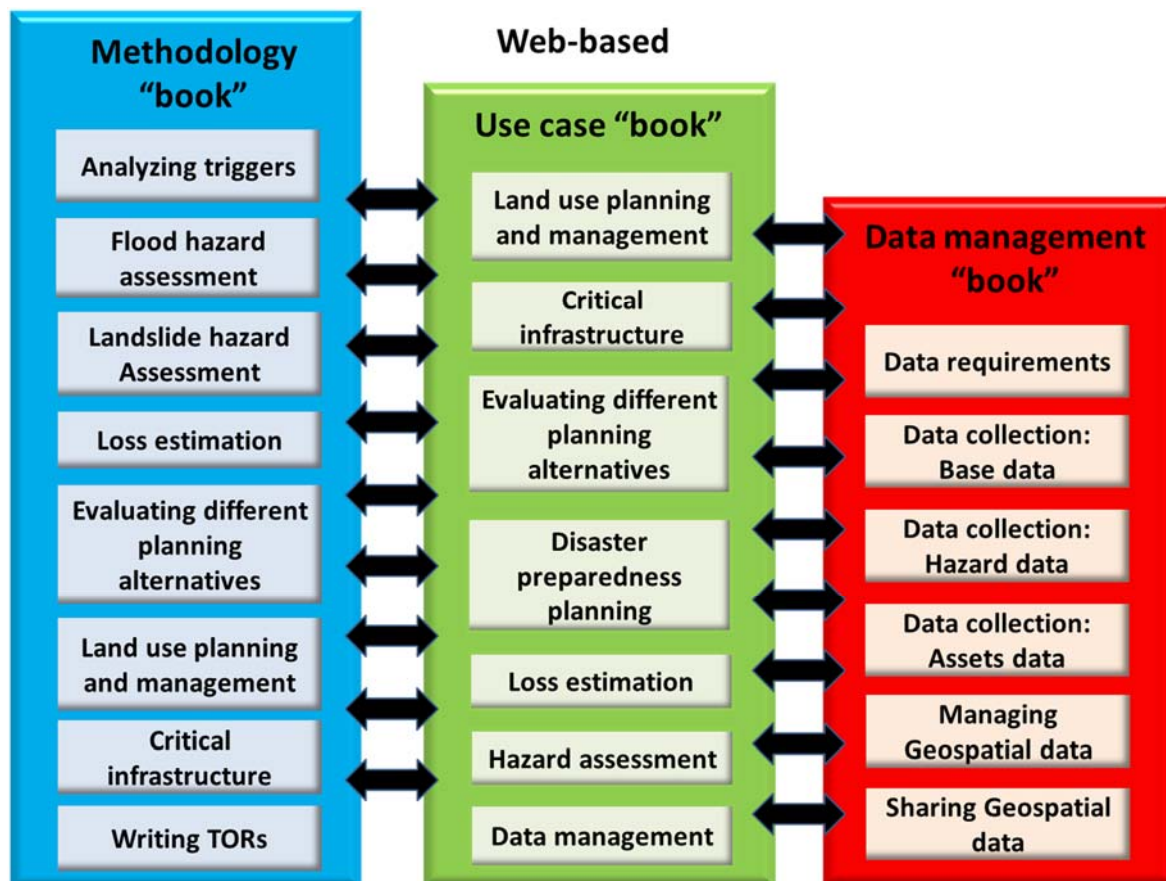 Methodology
“book”
Analyzing triggers
Flood hazard
assessment
Landslide hazard
Assessment
Loss estimation
Evaluating different
planning
alternatives
Land use planning
and management
Critical
infrastructure
Writing TORs
Web-based
Use case “book”
Land use planning
and management
Critical
infrastructure
Evaluating different
planning
alternatives
Disaster
preparedness
planning
Loss estimation
Hazard assessment
Data management
Data management
“book”
Data requirements
Data collection:
Base data
Data collection:
Hazard data
Data collection:
Assets data
Managing
Geospatial data
Sharing Geospatial
data